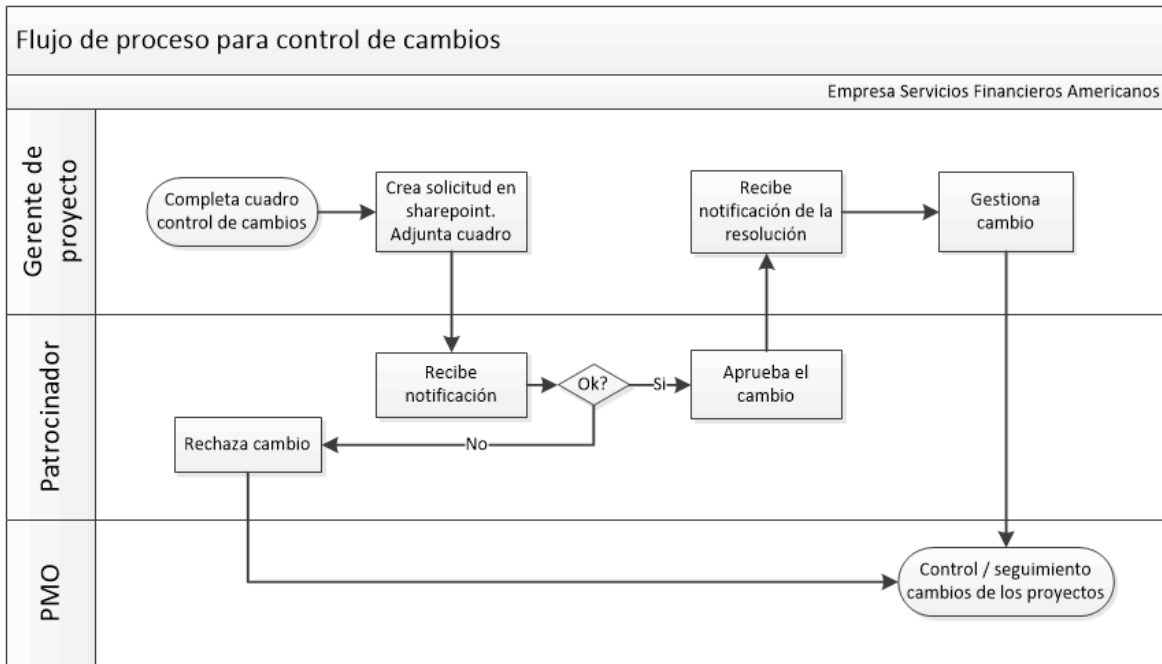 Flujo de proceso para control de cambios
Empresa Servicios Financieros Americanos
Gerente de
proyecto
Completa cuadro
control de cambios
Crea solicitud en
sharepoint.
Adjunta cuadro
Recibe
notificación de la
resolución
Gestiona
cambio
Patrocinador
Recibe
notificación
Ok?
Si
Aprueba el
cambio
No
Rechaza cambio
PMO
Control / seguimiento
cambios de los proyectos